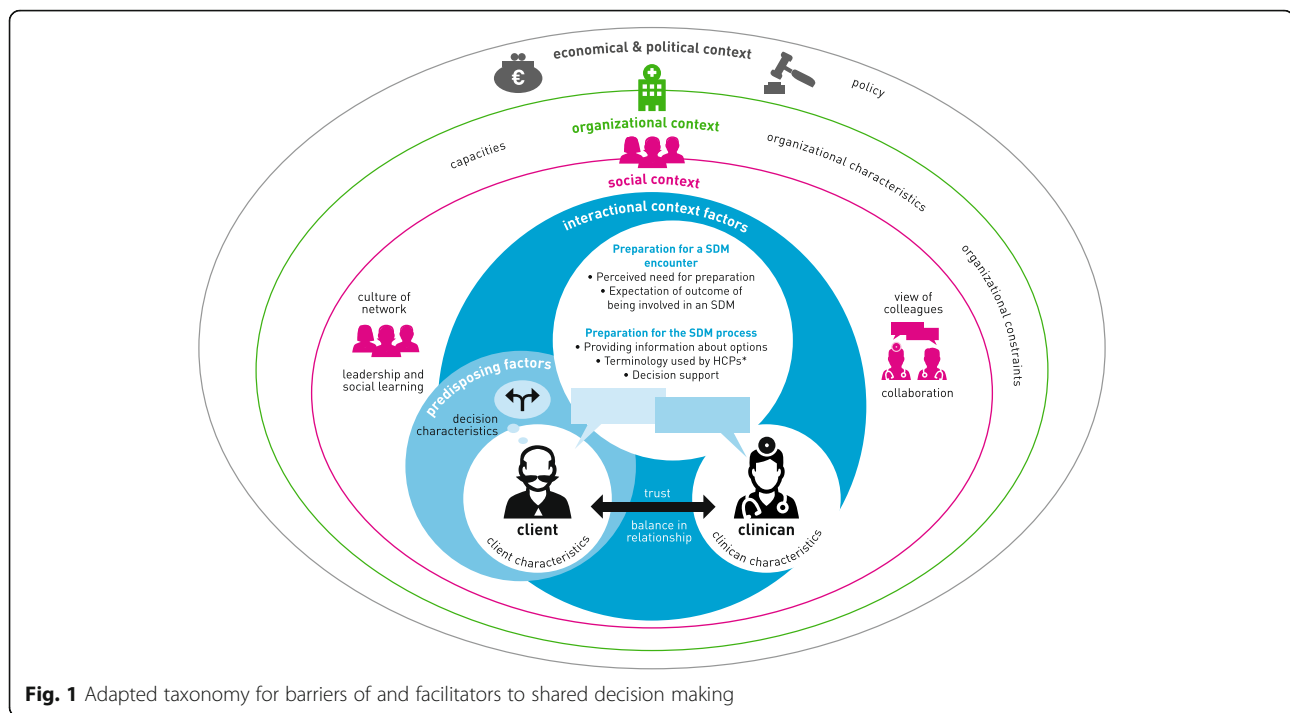 economical & political context
€
policy
organizational context
capacities
organizational characteristics
organizational constraints
social context
interactional context factors
Preparation for a SDM
encounter
• Perceived need for preparation
• Expectation of outcome of
being involved in an SDM
Preparation for the SDM process
• Providing information about options
• Terminology used by HCPs*
• Decision support
culture of
network
leadership and
social learning
view of
colleagues
collaboration
predisposing factors
decision
characteristics
client
client characteristics
trust
balance in
relationship
clinican
clinican characteristics
Fig. 1 Adapted taxonomy for barriers of and facilitators to shared decision making